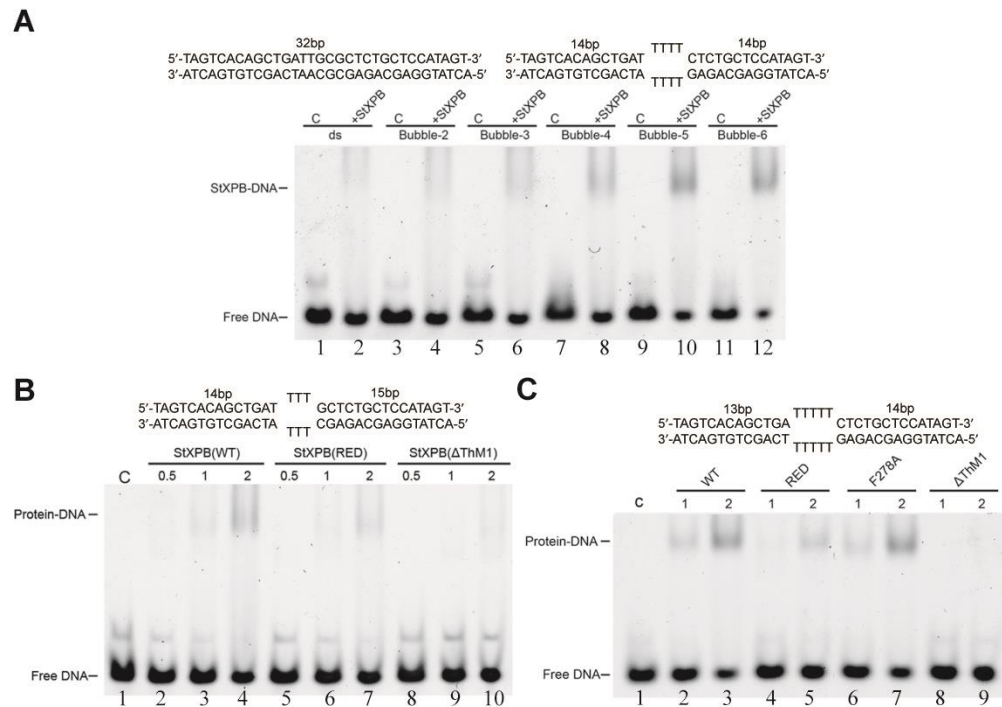 A
32bp
5′-TAGTCACAGCTGATTGCGCTCTGCTCCATAGT-3′
3′-ATCAGTGTCGACTAACGCGAGACGAGGTATCA-5′
14bp TTTT 14bp
5′-TAGTCACAGCTGAT CTCTGCTCCATAGT-3′
3′-ATCAGTGTCGACTA TTTT GAGACGAGGTATCA-5′
C +StXPB C +StXPB C +StXPB C +StXPB C +StXPB C +StXPB
ds Bubble-2 Bubble-3 Bubble-4 Bubble-5 Bubble-6
StXPB-DNA
Free DNA
1 2 3 4 5 6 7 8 9 10 11 12
B
14bp TTT 15bp
5′-TAGTCACAGCTGAT GCTCTGCTCCATAGT-3′
3′-ATCAGTGTCGACTA TTT CGAGACGAGGTATCA-5′
StXPB(WT) StXPB(RED) StXPB(ΔThM1)
C 0.5 1 2 0.5 1 2 0.5 1 2
Protein-DNA
Free DNA
1 2 3 4 5 6 7 8 9 10
C
13bp TTTTT 14bp
5′-TAGTCACAGCTGA CTCTGCTCCATAGT-3′
3′-ATCAGTGTCGACT TTTTT GAGACGAGGTATCA-5′
WT RED F278A ΔThM1
C 1 2 1 2 1 2 1 2
Protein-DNA
Free DNA
1 2 3 4 5 6 7 8 9